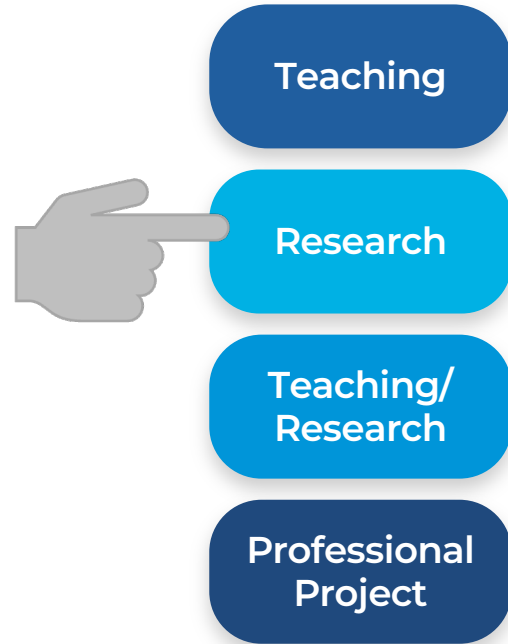 Teaching
Research
Teaching/
Research
Professional
Project